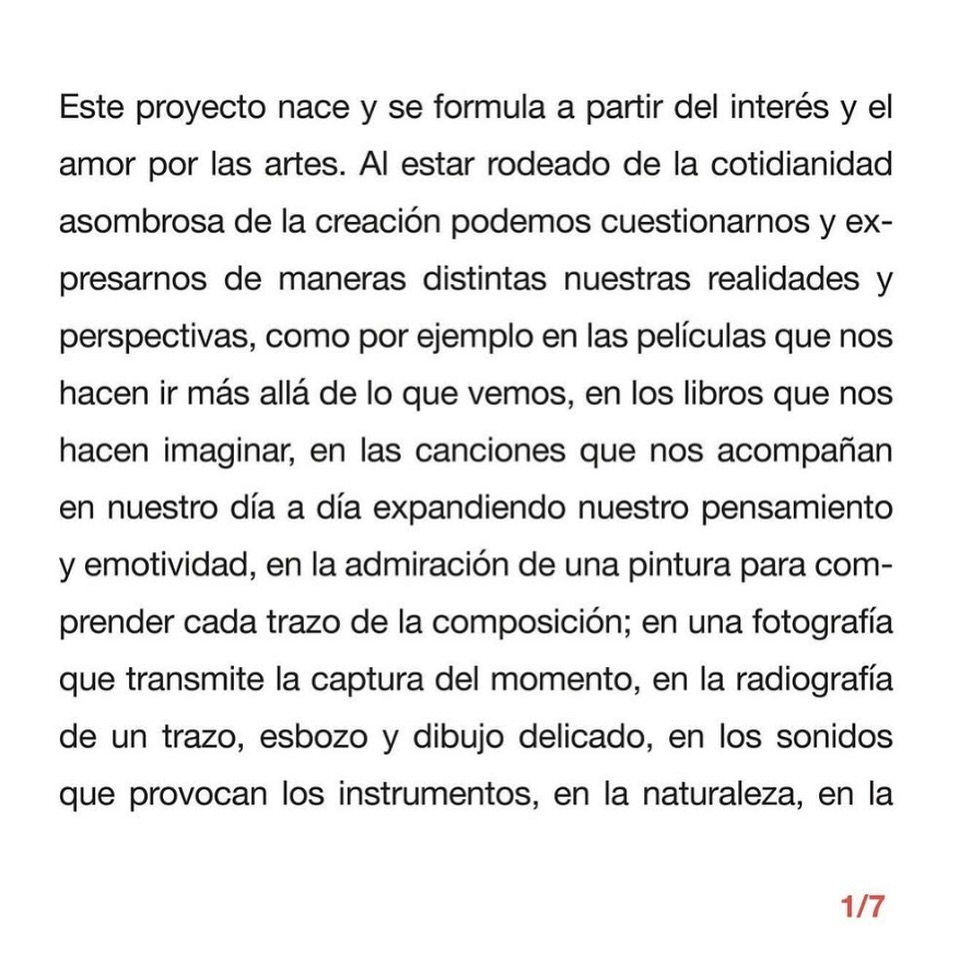 Este proyecto nace y se formula a partir del interés y el
amor por las artes. Al estar rodeado de la cotidianidad
asombrosa de la creación podemos cuestionarnos y ex-
presarnos de maneras distintas nuestras realidades y
perspectivas, como por ejemplo en las películas que nos
hacen ir más allá de lo que vemos, en los libros que nos
hacen imaginar, en las canciones que nos acompañan
en nuestro día a día expandiendo nuestro pensamiento
y emotividad, en la admiración de una pintura para com-
prender cada trazo de la composición; en una fotografía
que transmite la captura del momento, en la radiografía
de un trazo, esbozo y dibujo delicado, en los sonidos
que provocan los instrumentos, en la naturaleza, en la
1/7